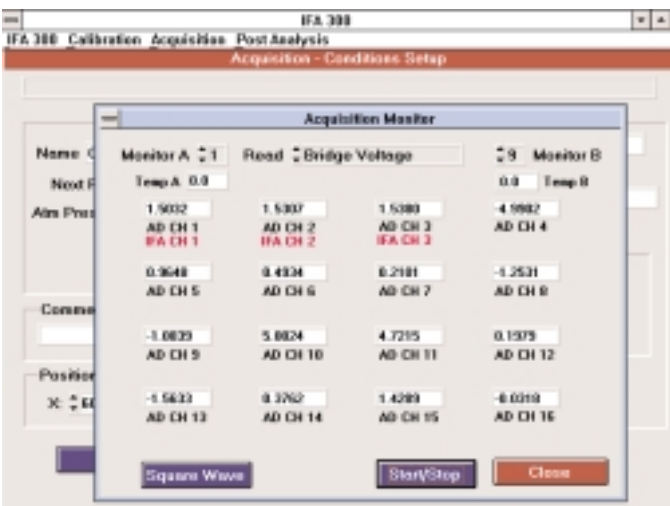 IFA 300
IFA 300 Calibration Acquisition Post Analysis
Acquisition - Conditions Setup
Acquisition Monitor
Name
Monitor A 1 Read Bridge Voltage 9 Monitor B
Next
Temp A 0.0 0.0 Temp B
Atm Pres
1.5032 1.5307 1.5380 -4.9902
AD CH 1 AD CH 2 AD CH 3 AD CH 4
IFA CH 1 IFA CH 2 IFA CH 3
0.9648 0.4934 0.2101 -1.2531
AD CH 5 AD CH 6 AD CH 7 AD CH 8
Comme
-1.0039 5.0024 4.7215 0.1979
AD CH 9 AD CH 10 AD CH 11 AD CH 12
Position
X:
-1.5633 0.3762 1.4289 -0.0318
AD CH 13 AD CH 14 AD CH 15 AD CH 16
Square Wave Start/Stop Close